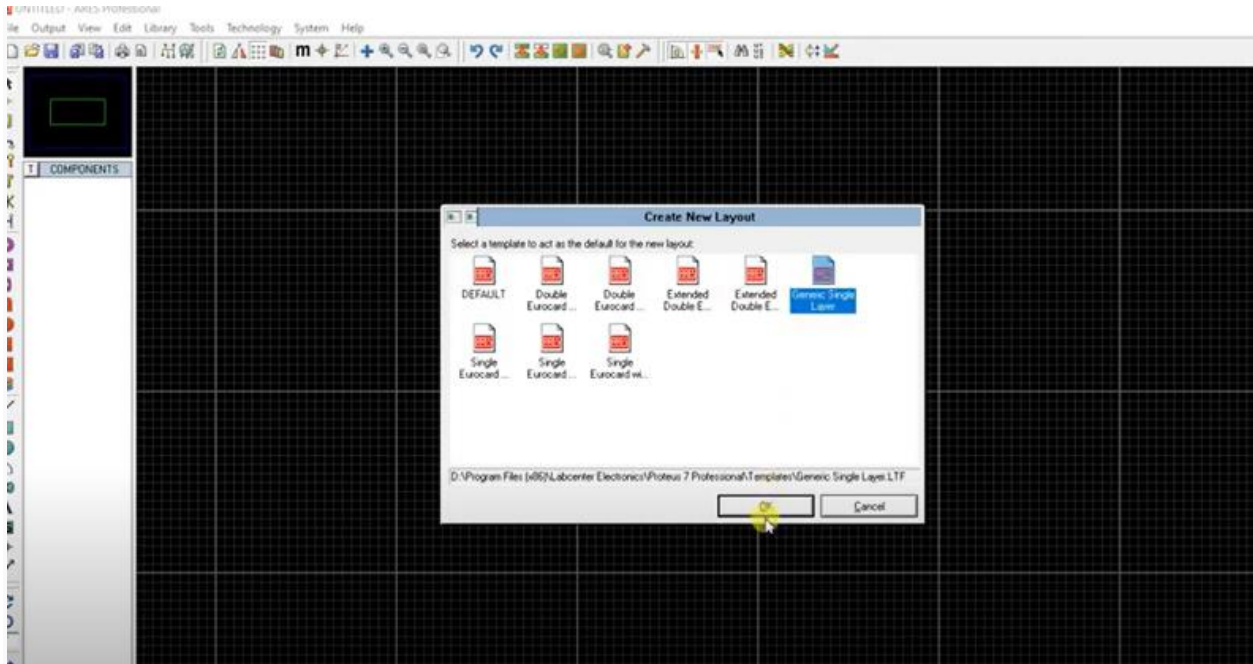 UNTITLED - ARES Professional
File Output View Edit Library Tools Technology System Help
COMPONENTS
Create New Layout
Select a template to act as the default for the new layout:
DEFAULT
Double Eurocard ...
Double Eurocard ...
Extended Double E...
Extended Double E...
Generic Single Layer
Single Eurocard ...
Single Eurocard ...
Single Eurocard wi...
D:\Program Files (x86)\Labcenter Electronics\Proteus 7 Professional\Templates\Generic Single Layer.LTF
OK
Cancel